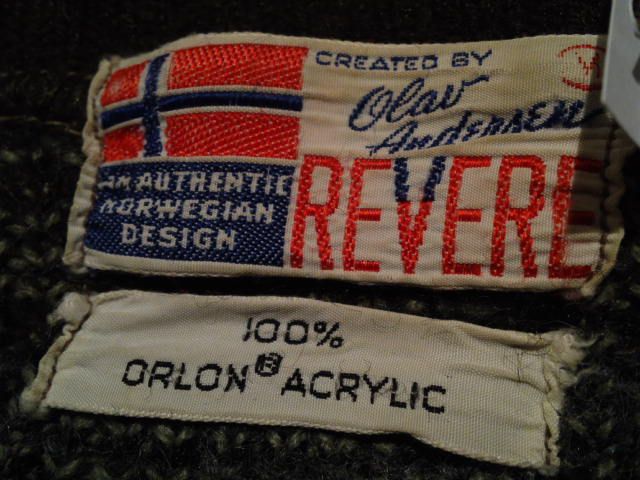 CREATED BY
Olav
Andersen
AN AUTHENTIC
NORWEGIAN
DESIGN
REVERE
100%
ORLON® ACRYLIC